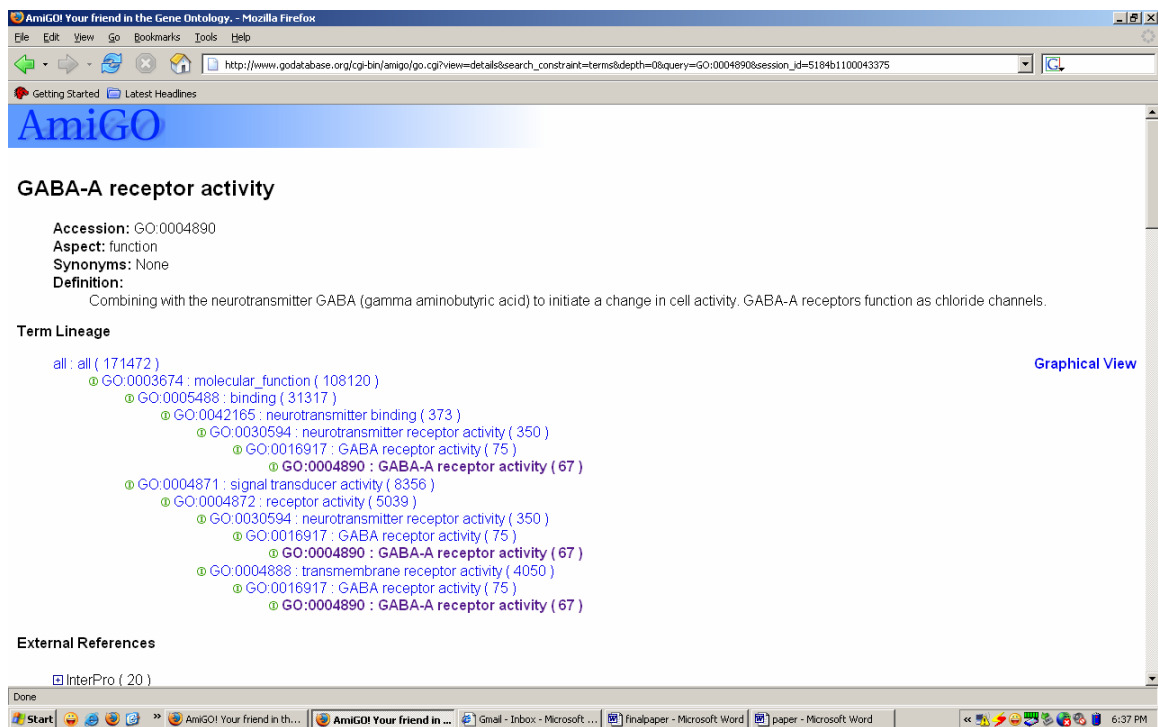 AmiGO! Your friend in the Gene Ontology. - Mozilla Firefox
File Edit View Go Bookmarks Tools Help
http://www.godatabase.org/cgi-bin/amigo/go.cgi?view=details&search_constraint=terms&depth=0&query=GO:0004890&session_id=5184b1100043375
Getting Started Latest Headlines
AmiGO
GABA-A receptor activity
Accession: GO:0004890
Aspect: function
Synonyms: None
Definition:
Combining with the neurotransmitter GABA (gamma aminobutyric acid) to initiate a change in cell activity. GABA-A receptors function as chloride channels.
Term Lineage
all : all ( 171472 )
Graphical View
GO:0003674 : molecular_function ( 108120 )
GO:0005488 : binding ( 31317 )
GO:0042165 : neurotransmitter binding ( 373 )
GO:0030594 : neurotransmitter receptor activity ( 350 )
GO:0016917 : GABA receptor activity ( 75 )
GO:0004890 : GABA-A receptor activity ( 67 )
GO:0004871 : signal transducer activity ( 8356 )
GO:0004872 : receptor activity ( 5039 )
GO:0030594 : neurotransmitter receptor activity ( 350 )
GO:0016917 : GABA receptor activity ( 75 )
GO:0004890 : GABA-A receptor activity ( 67 )
GO:0004888 : transmembrane receptor activity ( 4050 )
GO:0016917 : GABA receptor activity ( 75 )
GO:0004890 : GABA-A receptor activity ( 67 )
External References
InterPro ( 20 )
Done
Start » AmiGO! Your friend in th... AmiGO! Your friend in ... Gmail - Inbox - Microsoft ... finalpaper - Microsoft Word paper - Microsoft Word « 6:37 PM